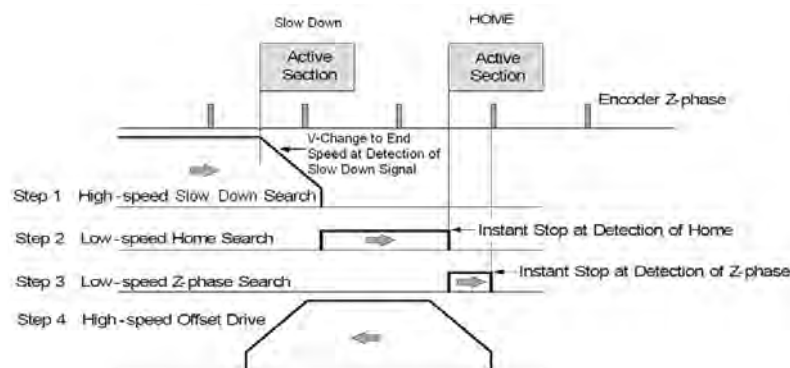 Slow Down
HOME
Active
Section
Active
Section
Encoder Z-phase
V-Change to End
Speed at Detection of
Slow Down Signal
Step 1 High-speed Slow Down Search
Step 2 Low-speed Home Search
Instant Stop at Detection of Home
Step 3 Low-speed Z-phase Search
Instant Stop at Detection of Z-phase
Step 4 High-speed Offset Drive